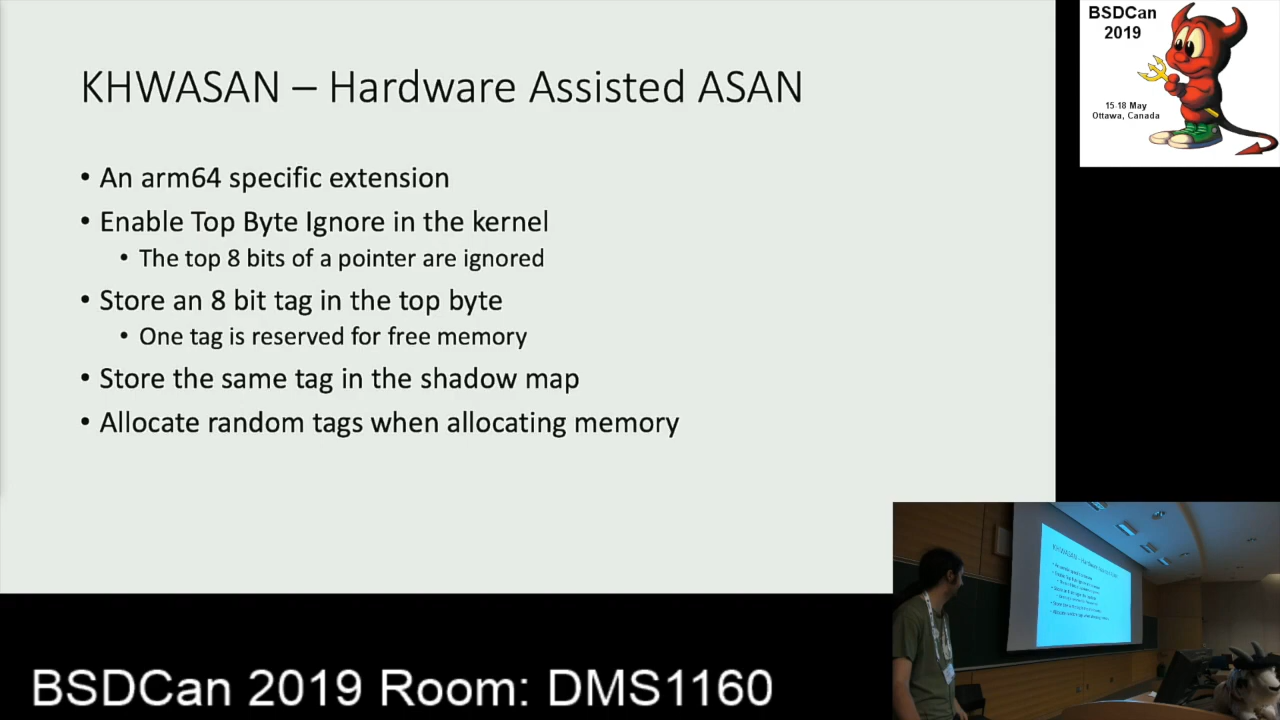 KHWASAN – Hardware Assisted ASAN
• An arm64 specific extension
• Enable Top Byte Ignore in the kernel
• The top 8 bits of a pointer are ignored
• Store an 8 bit tag in the top byte
• One tag is reserved for free memory
• Store the same tag in the shadow map
• Allocate random tags when allocating memory
BSDCan
2019
15-18 May
Ottawa, Canada
BSDCan 2019 Room: DMS1160